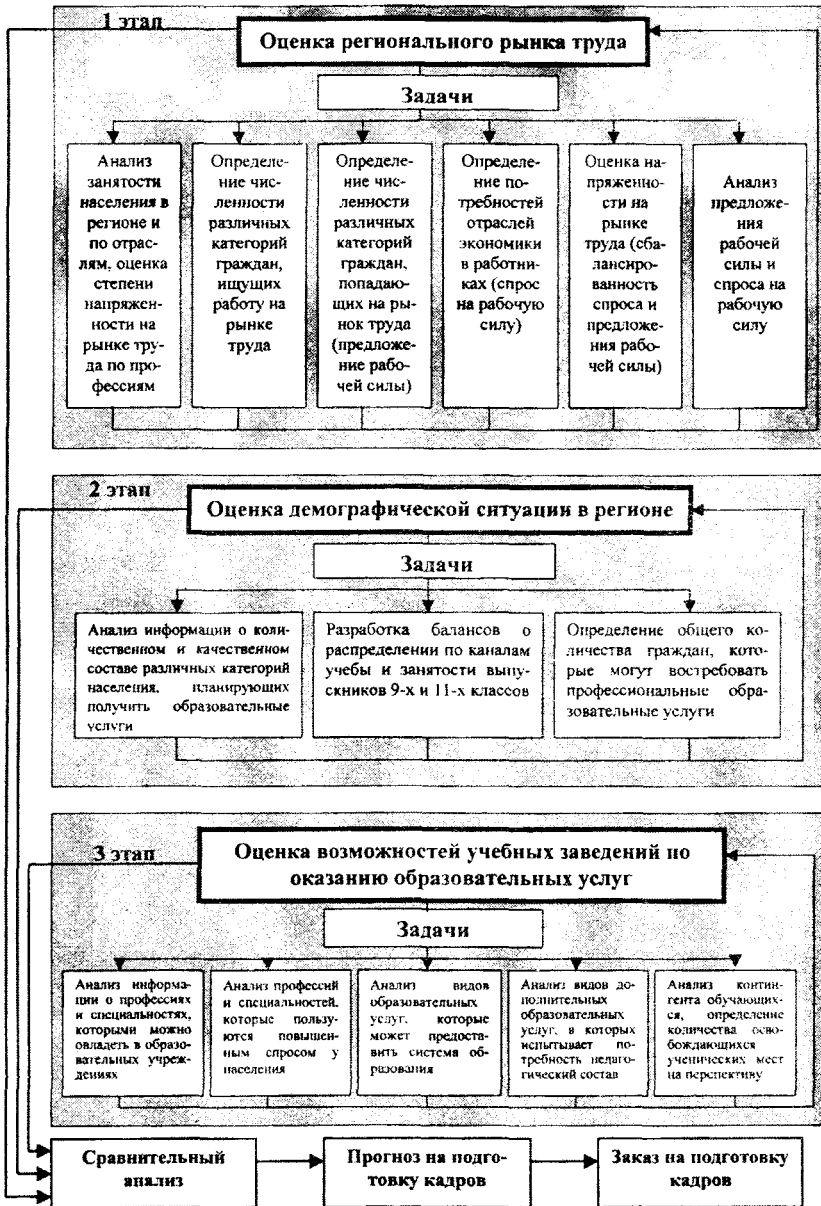 1 этап
Оценка регионального рынка труда
Задачи
Анализ
занятости
населения в
регионе и
по отрас-
лям, оценка
степени
напряжен-
ности на
рынке тру-
да по про-
фессиям
Определе-
ние чис-
ленности
различных
категорий
граждан,
ищущих
работу на
рынке
труда
Определе-
ние чис-
ленности
различных
категорий
граждан,
попадаю-
щих на ры-
нок труда
(предложе-
ние рабо-
чей силы)
Определе-
ние по-
требностей
отраслей
экономики
в работни-
ках (спрос
на рабочую
силу)
Оценка на-
пряженно-
сти на
рынке
труда (сба-
лансиро-
ванность
спроса и
предложе-
ния рабо-
чей силы)
Анализ
предложе-
ния
рабочей
силы и
спроса на
рабочую
силу
2 этап
Оценка демографической ситуации в регионе
Задачи
Анализ информации о коли-
чественном и качественном
составе различных категорий
населения, планирующих
получить образовательные
услуги
Разработка балансов о
распределении по каналам
учебы и занятости выпу-
скников 9-х и 11-х классов
Определение общего ко-
личества граждан, кото-
рые могут востребовать
профессиональные обра-
зовательные услуги
3 этап
Оценка возможностей учебных заведений по
оказанию образовательных услуг
Задачи
Анализ информа-
ции о профессиях
и специальностях,
которыми можно
овладеть в образо-
вательных учреж-
дениях
Анализ профессий
и специальностей,
которые пользу-
ются повышен-
ным спросом у
населения
Анализ видов
образовательных
услуг, которые
может предоста-
вить система об-
разования
Анализ видов до-
полнительных
образовательных
услуг, в которых
испытывает по-
требность педаго-
гический состав
Анализ контин-
гента обучающих-
ся, определение
количества осво-
бождающихся
ученических мест
на перспективу
Сравнительный
анализ
Прогноз на подго-
товку кадров
Заказ на подготовку
кадров